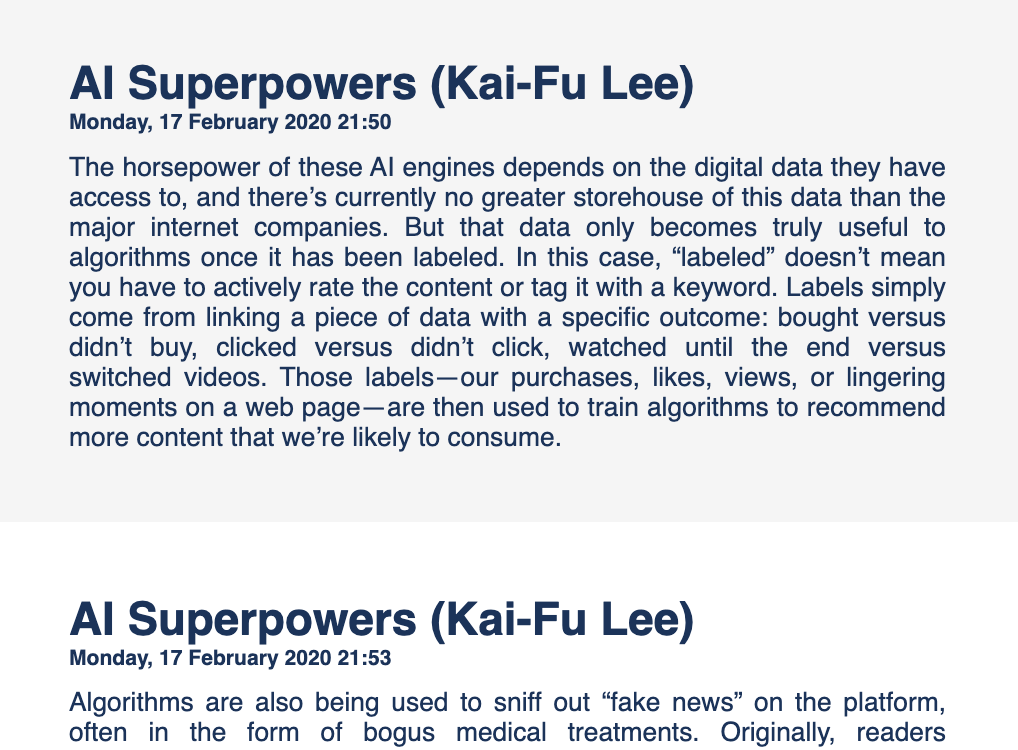 AI Superpowers (Kai-Fu Lee)
Monday, 17 February 2020 21:50
The horsepower of these AI engines depends on the digital data they have
access to, and there’s currently no greater storehouse of this data than the
major internet companies. But that data only becomes truly useful to
algorithms once it has been labeled. In this case, “labeled” doesn’t mean
you have to actively rate the content or tag it with a keyword. Labels simply
come from linking a piece of data with a specific outcome: bought versus
didn’t buy, clicked versus didn’t click, watched until the end versus
switched videos. Those labels—our purchases, likes, views, or lingering
moments on a web page—are then used to train algorithms to recommend
more content that we’re likely to consume.
AI Superpowers (Kai-Fu Lee)
Monday, 17 February 2020 21:53
Algorithms are also being used to sniff out “fake news” on the platform,
often in the form of bogus medical treatments. Originally, readers